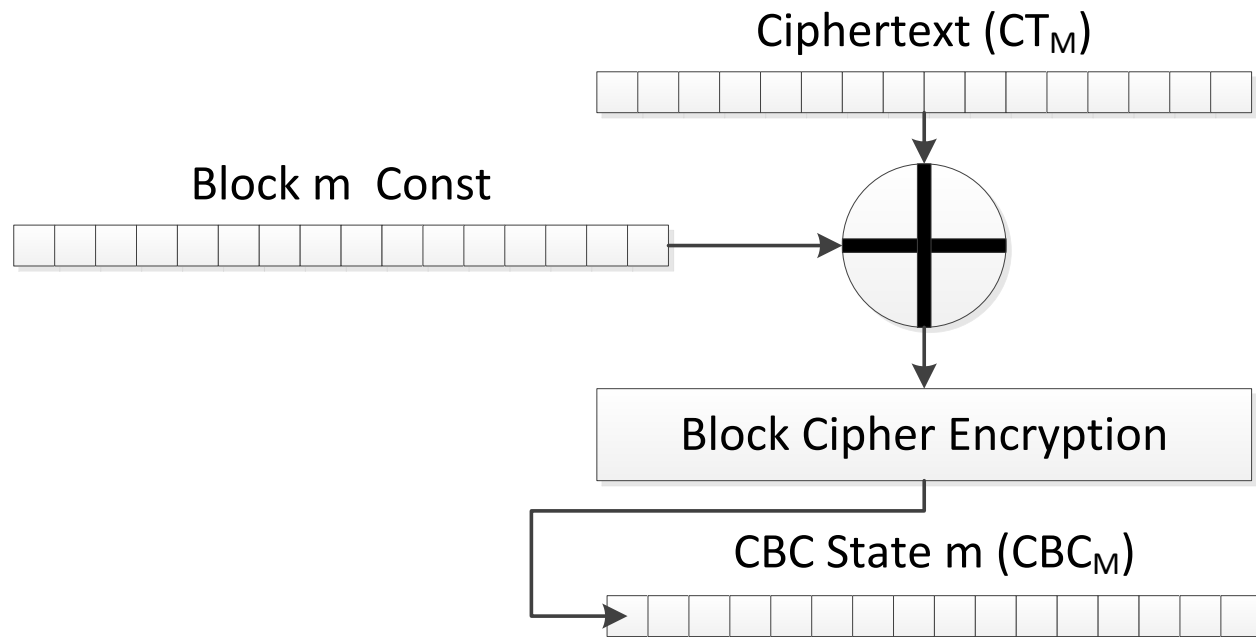 Ciphertext (CTM)
Block m  Const
Block Cipher Encryption
CBC State m (CBCM)